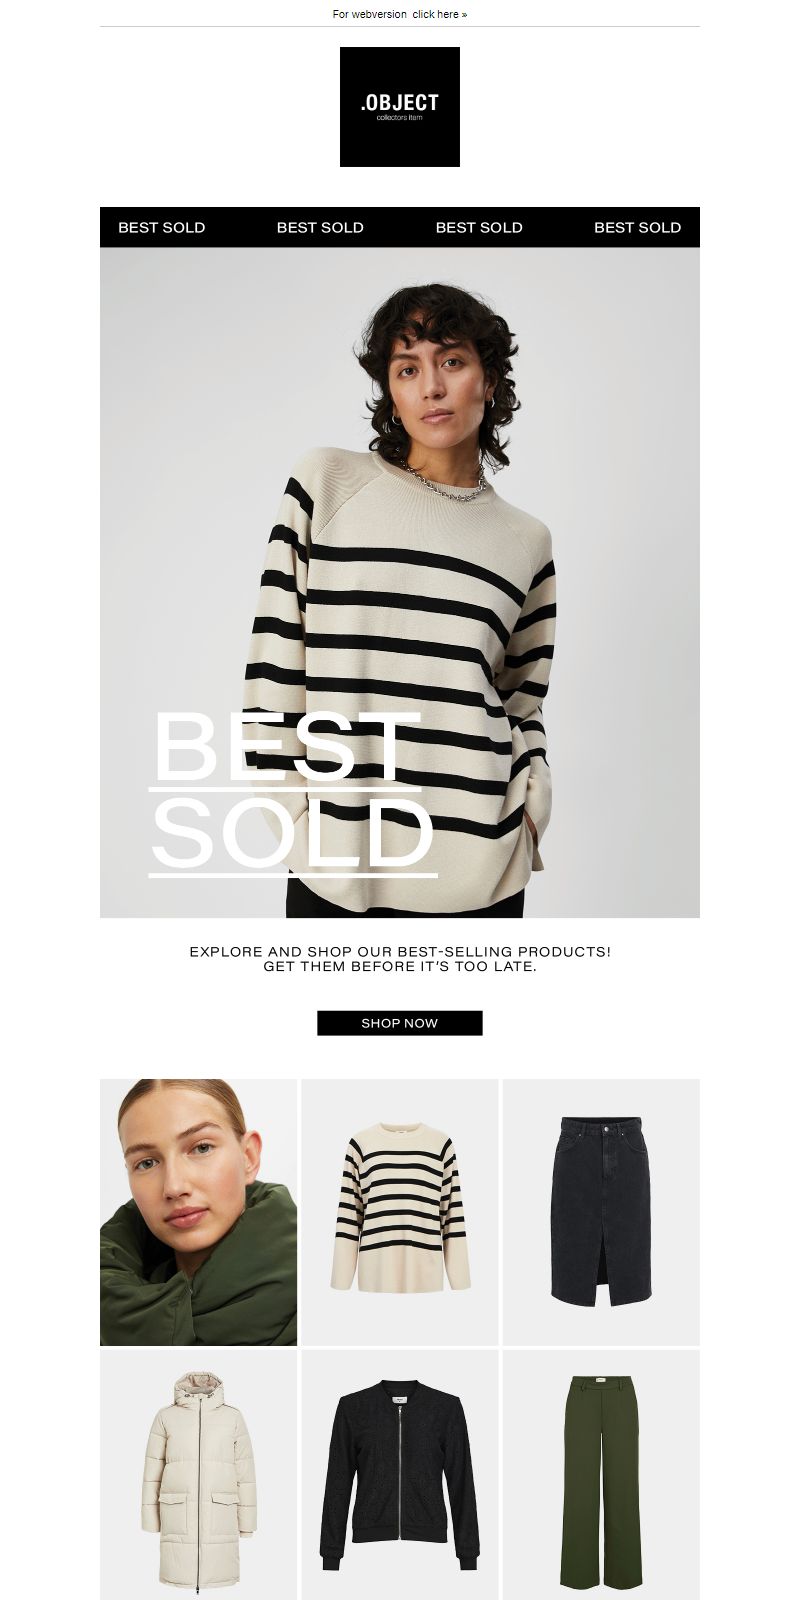 For webversion click here »
.OBJECT
collectors item
BEST SOLD BEST SOLD BEST SOLD BEST SOLD
BEST
SOLD
EXPLORE AND SHOP OUR BEST-SELLING PRODUCTS!
GET THEM BEFORE IT'S TOO LATE.
SHOP NOW